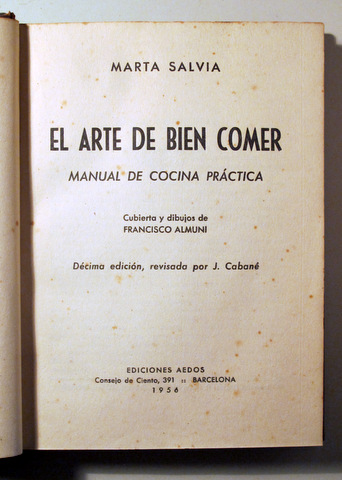 MARTA SALVIA
EL ARTE DE BIEN COMER
MANUAL DE COCINA PRÁCTICA
Cubierta y dibujos de
FRANCISCO ALMUNI
Décima edición, revisada por J. Cabané
EDICIONES AEDOS
Consejo de Ciento, 391 :: BARCELONA
1956